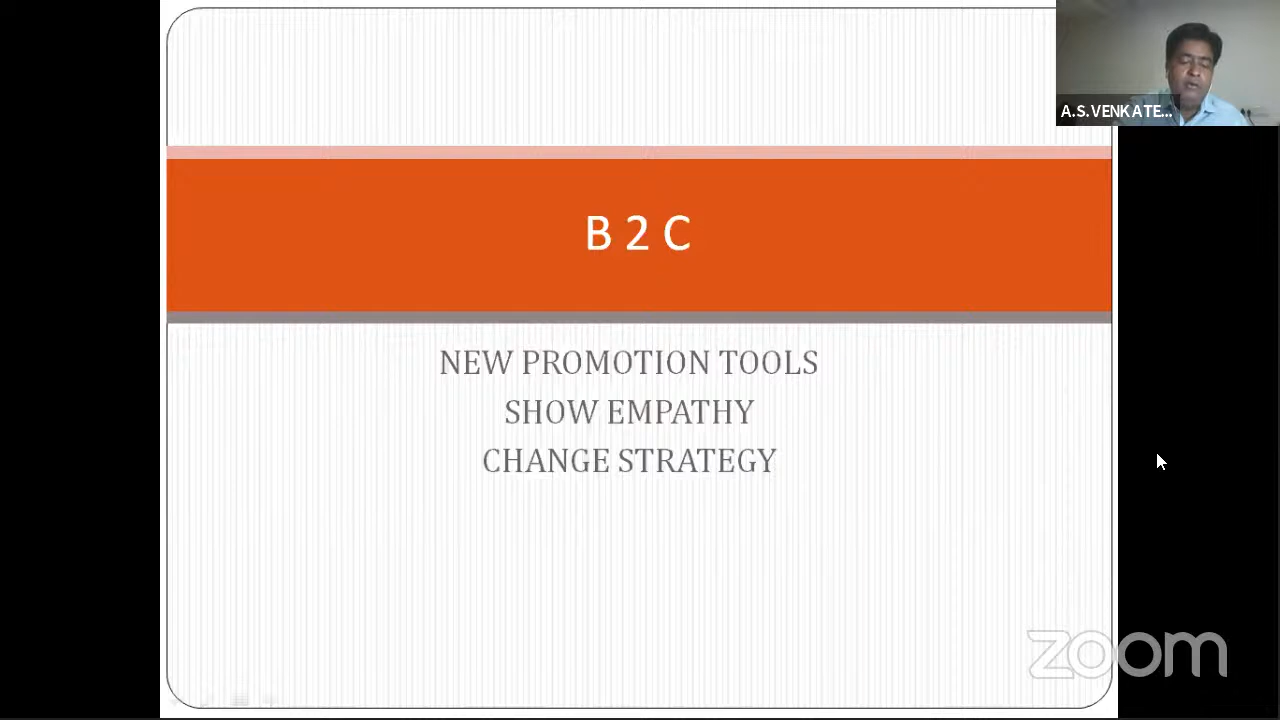 A.S.VENKATE...
B 2 C
NEW PROMOTION TOOLS
SHOW EMPATHY
CHANGE STRATEGY
zoom